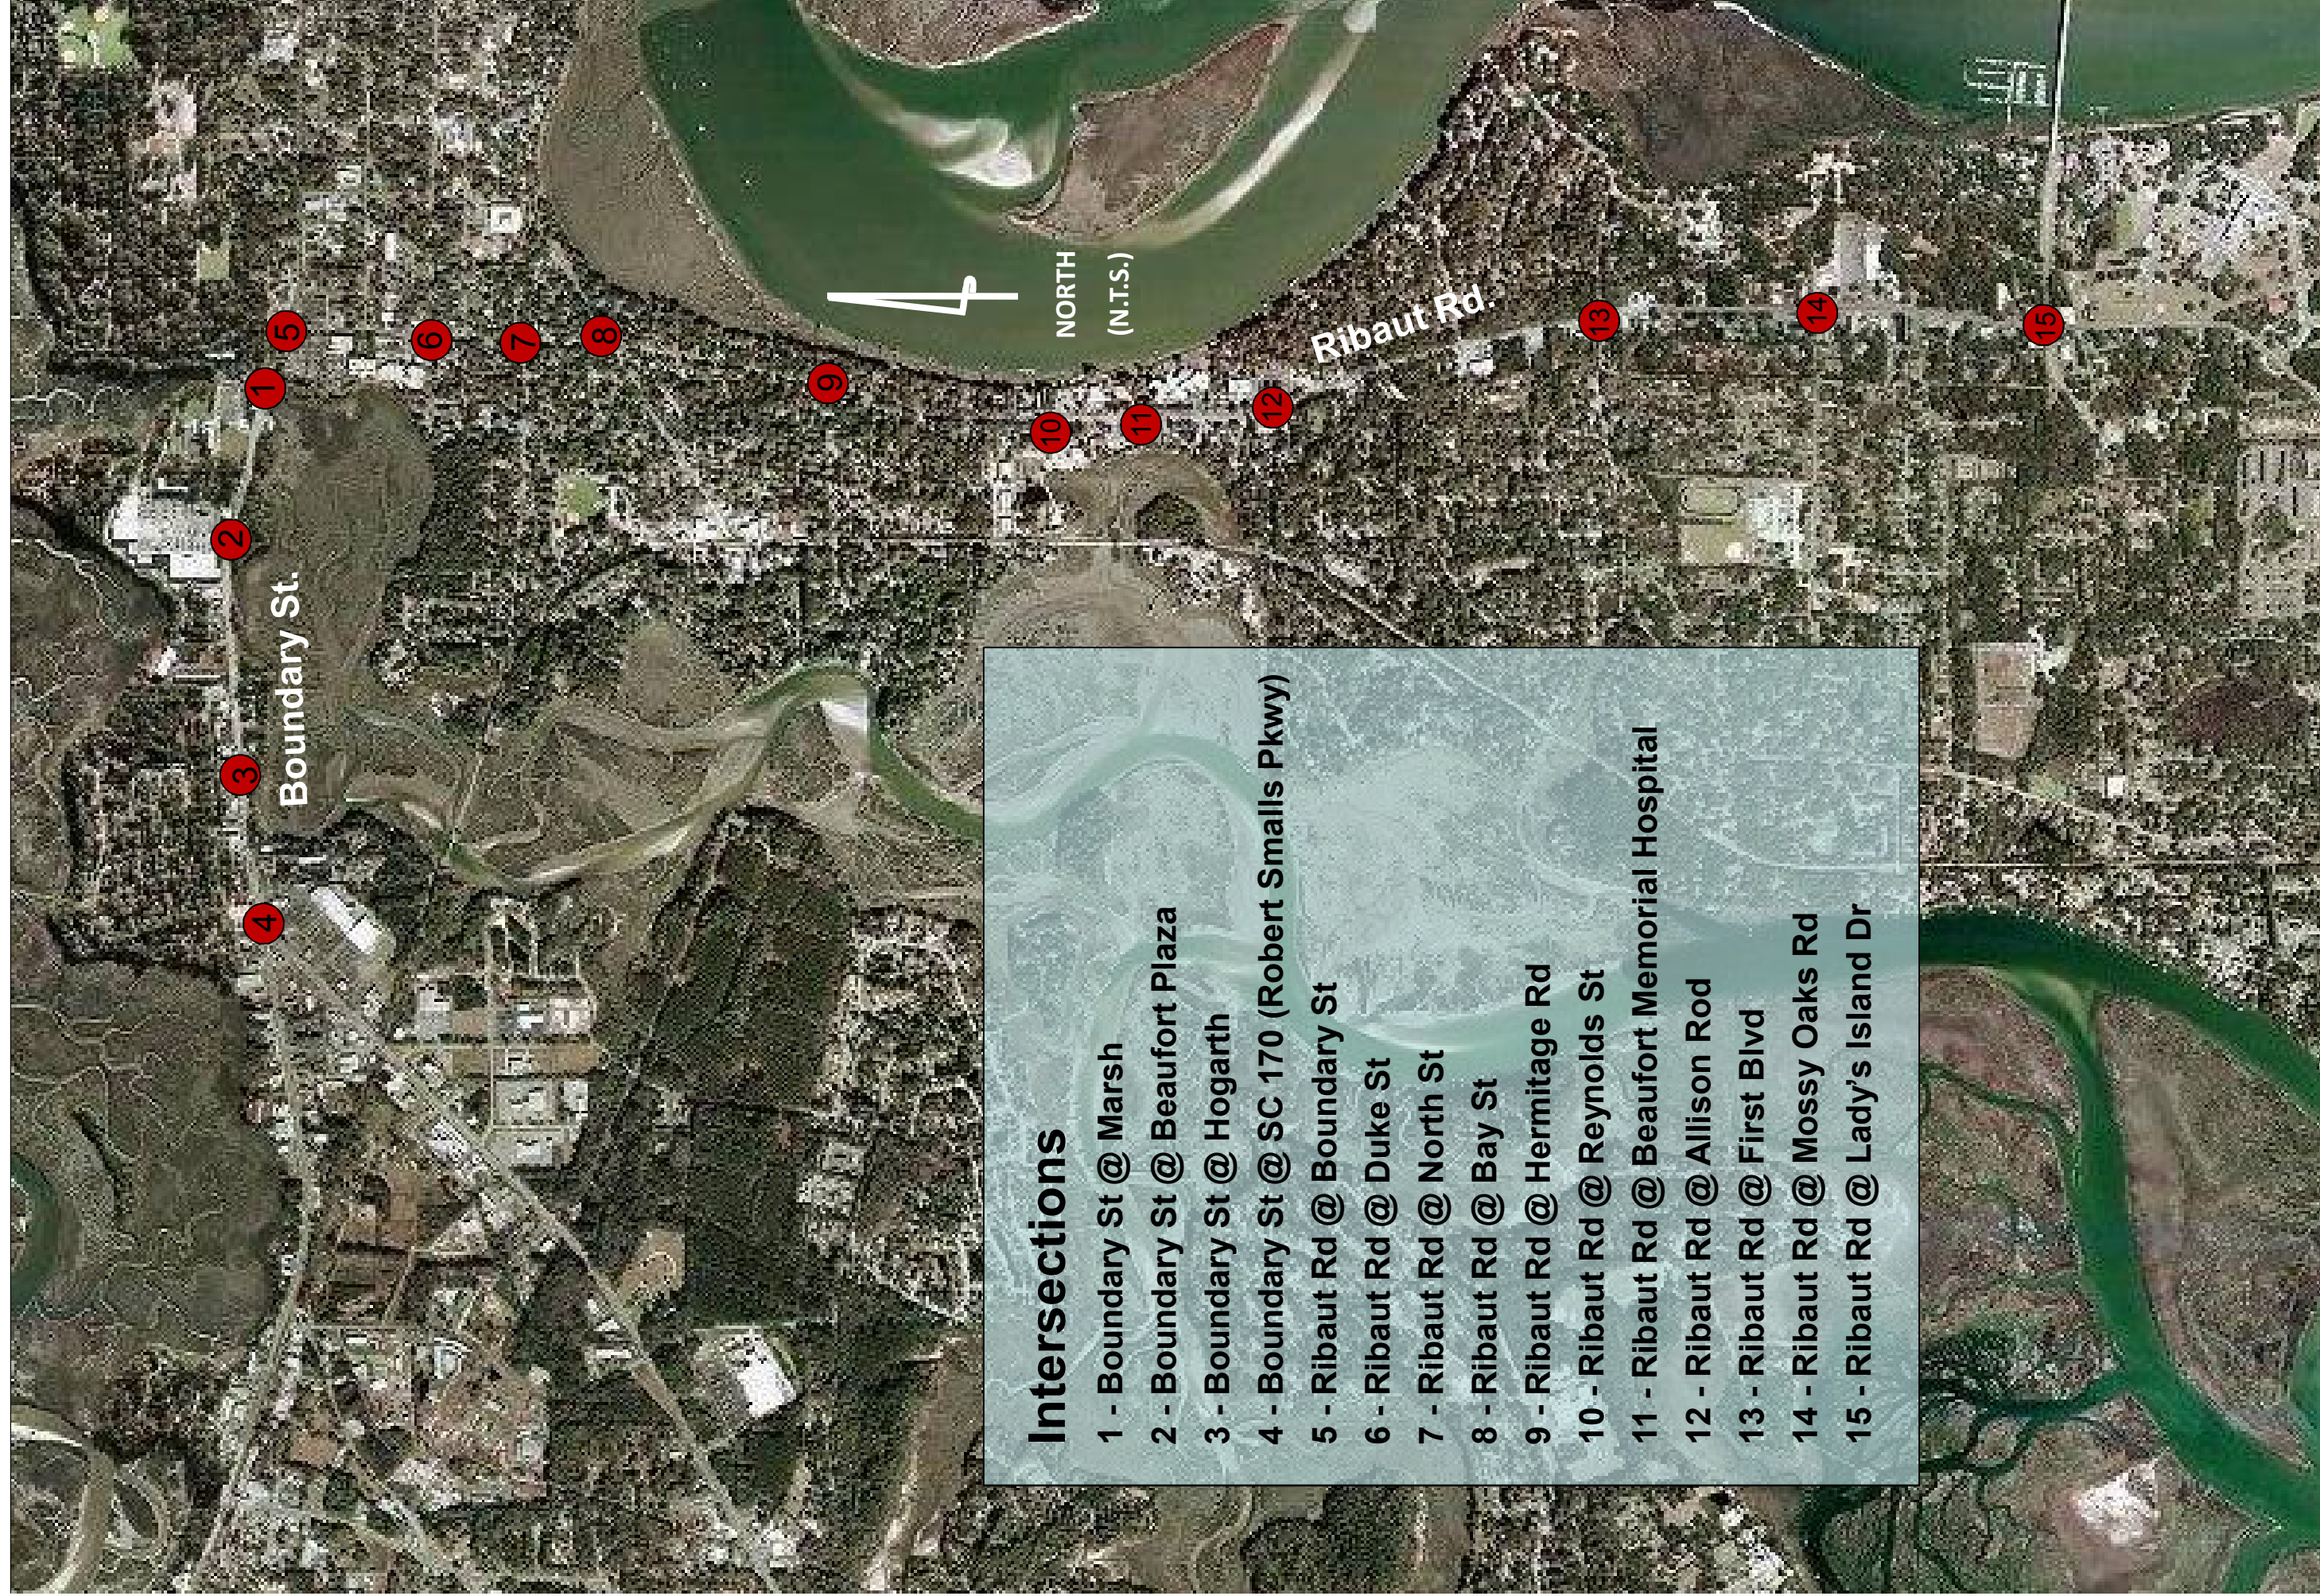 Boundary St.
Ribaut Rd.
NORTH
(N.T.S.)
1
2
3
4
5
6
7
8
9
10
11
12
13
14
15
Intersections
1 - Boundary St @ Marsh
2 - Boundary St @ Beaufort Plaza
3 - Boundary St @ Hogarth
4 - Boundary St @ SC 170 (Robert Smalls Pkwy)
5 - Ribaut Rd @ Boundary St
6 - Ribaut Rd @ Duke St
7 - Ribaut Rd @ North St
8 - Ribaut Rd @ Bay St
9 - Ribaut Rd @ Hermitage Rd
10 - Ribaut Rd @ Reynolds St
11 - Ribaut Rd @ Beaufort Memorial Hospital
12 - Ribaut Rd @ Allison Rod
13 - Ribaut Rd @ First Blvd
14 - Ribaut Rd @ Mossy Oaks Rd
15 - Ribaut Rd @ Lady's Island Dr